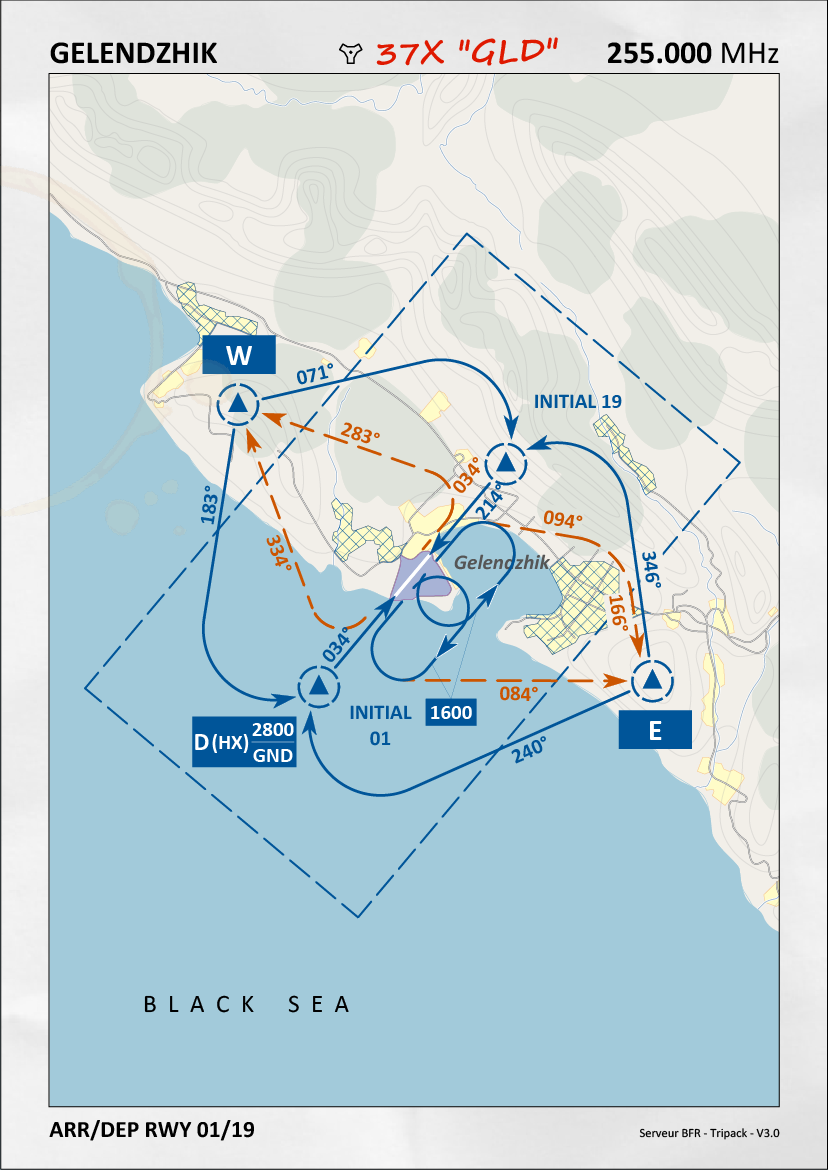 GELENDZHIK
37X "GLD"
255.000 MHz
W
071°
INITIAL 19
283°
034°
214°
183°
094°
334°
Gelendzhik
346°
166°
034°
084°
INITIAL
01
1600
D (HX) 2800
GND
E
240°
BLACK SEA
ARR/DEP RWY 01/19
Serveur BFR - Tripack - V3.0